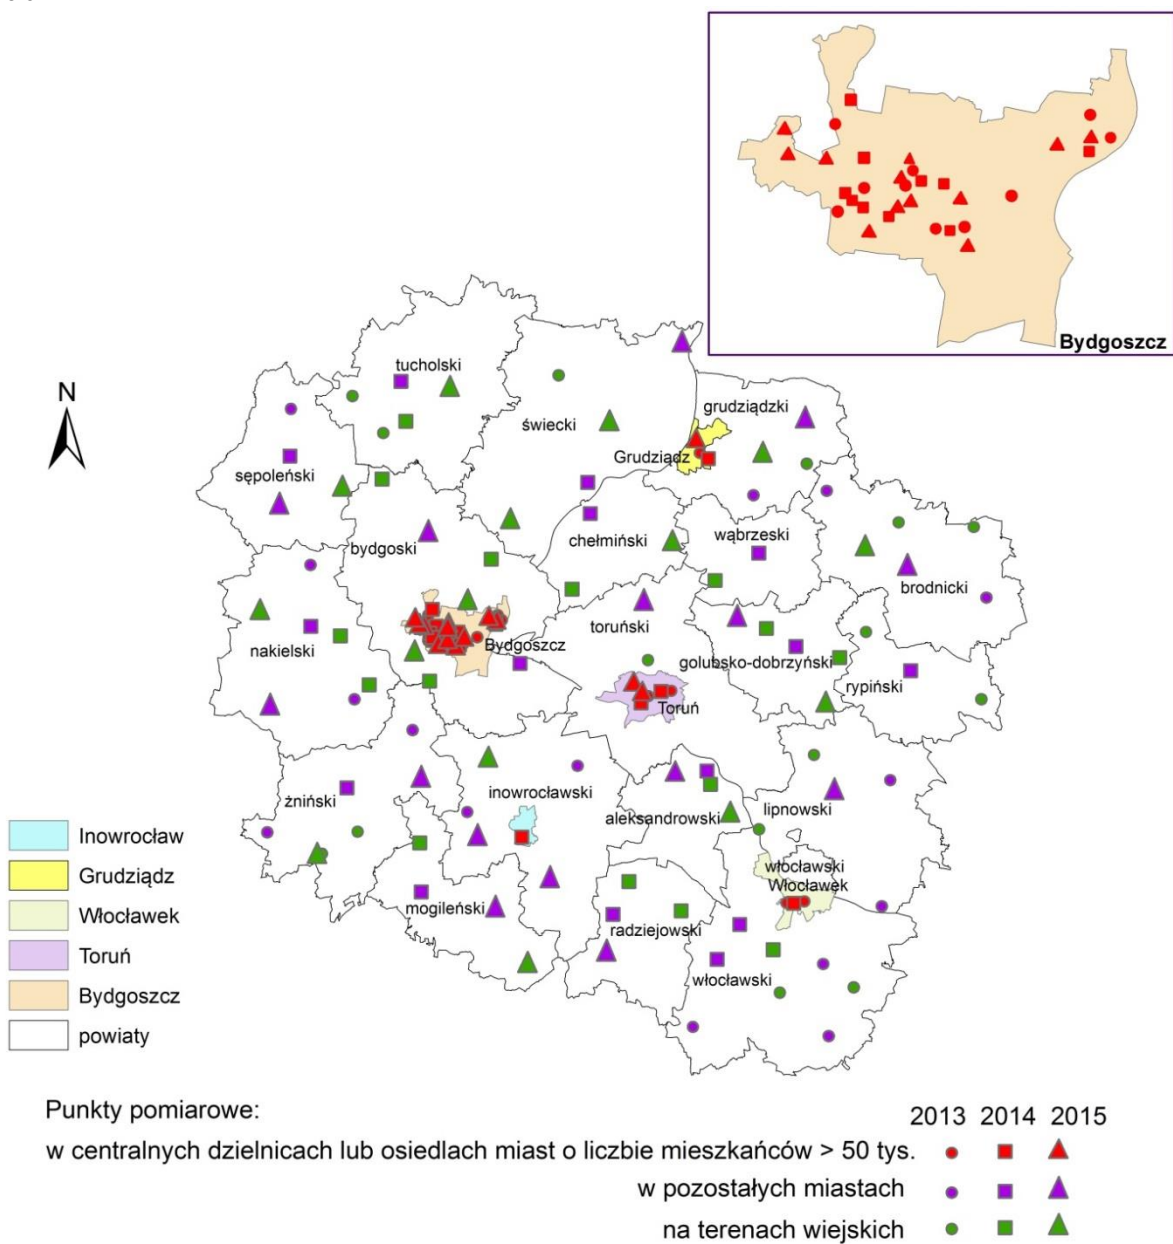 Bydgoszcz
N
tucholski
świecki
grudziądzki
Grudziądz
sępoleński
bydgoski
chełmiński
wąbrzeski
brodnicki
nakielski
Bydgoszcz
toruński
golubsko-dobrzyński
rypiński
Toruń
żniński
inowrocławski
aleksandrowski
lipnowski
włocławski
Włocławek
mogileński
radziejowski
włocławski
Inowrocław
Grudziądz
Włocławek
Toruń
Bydgoszcz
powiaty
Punkty pomiarowe:
2013 2014 2015
w centralnych dzielnicach lub osiedlach miast o liczbie mieszkańców > 50 tys.
w pozostałych miastach
na terenach wiejskich